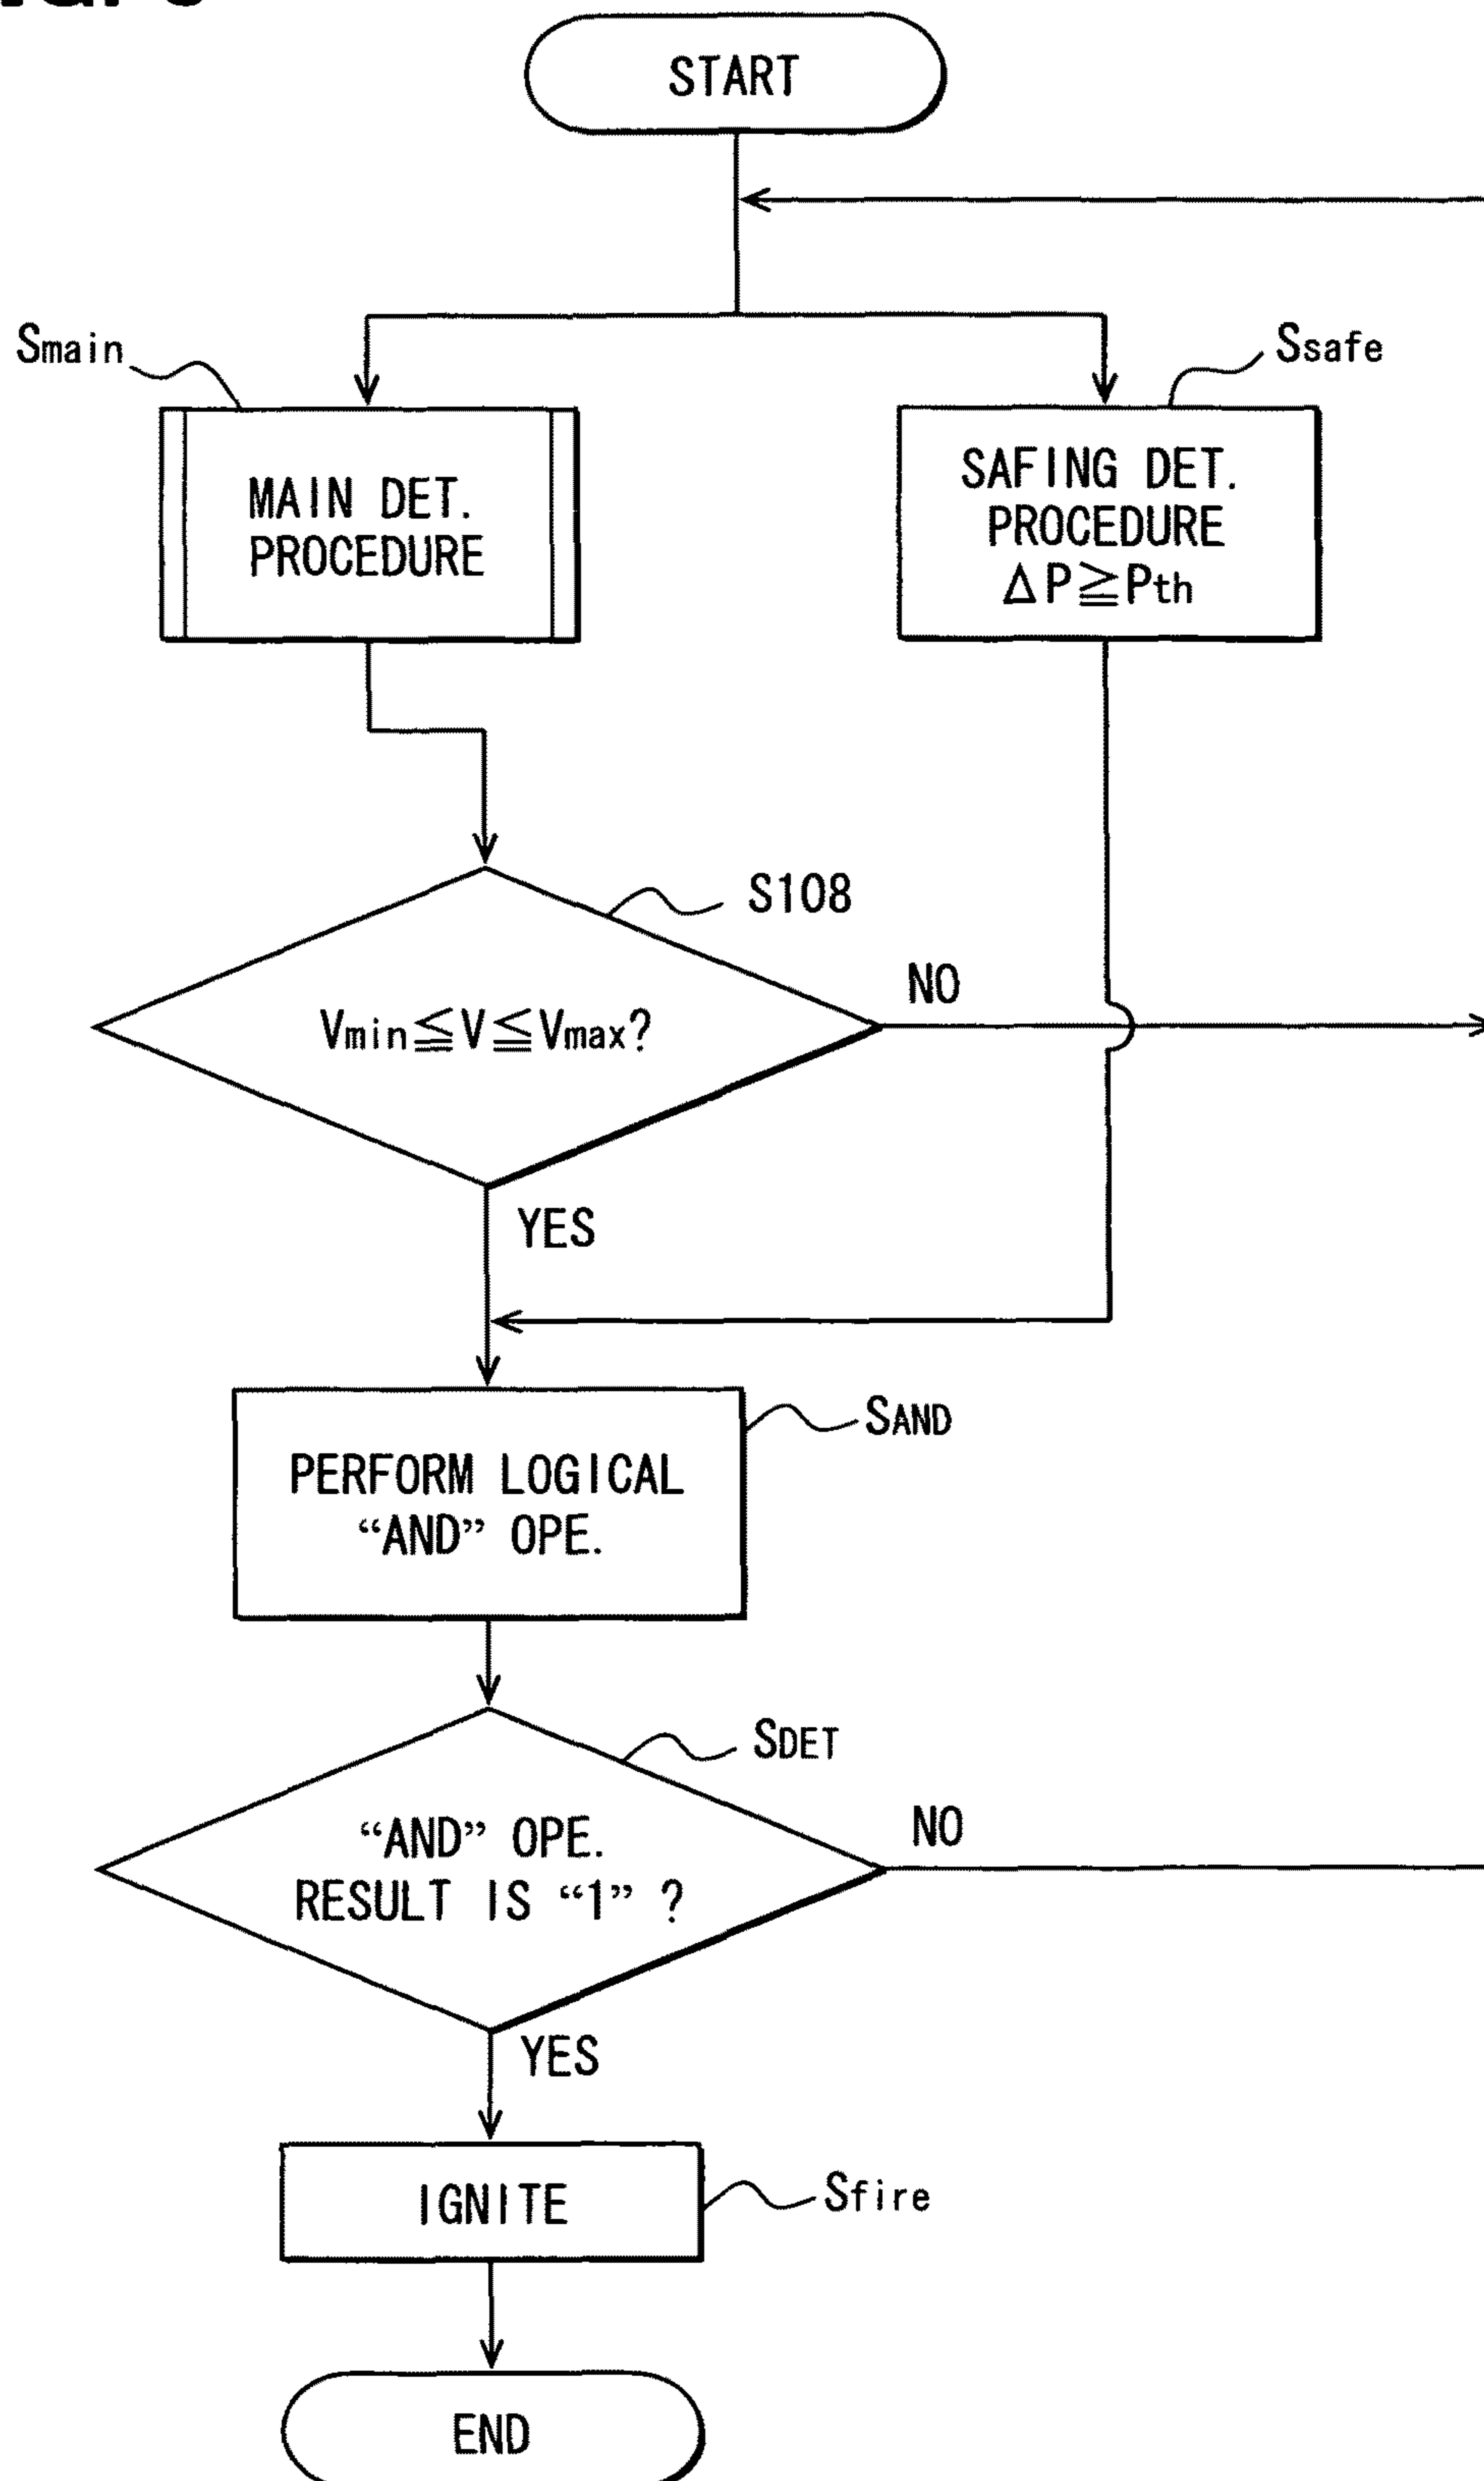 START
Smain
Ssafe
MAIN DET.
PROCEDURE
SAFING DET.
PROCEDURE
ΔP≧Pth
S108
Vmin≦V≦Vmax?
NO
YES
SAND
PERFORM LOGICAL
“AND” OPE.
SDET
“AND” OPE.
RESULT IS “1” ?
NO
YES
IGNITE
Sfire
END